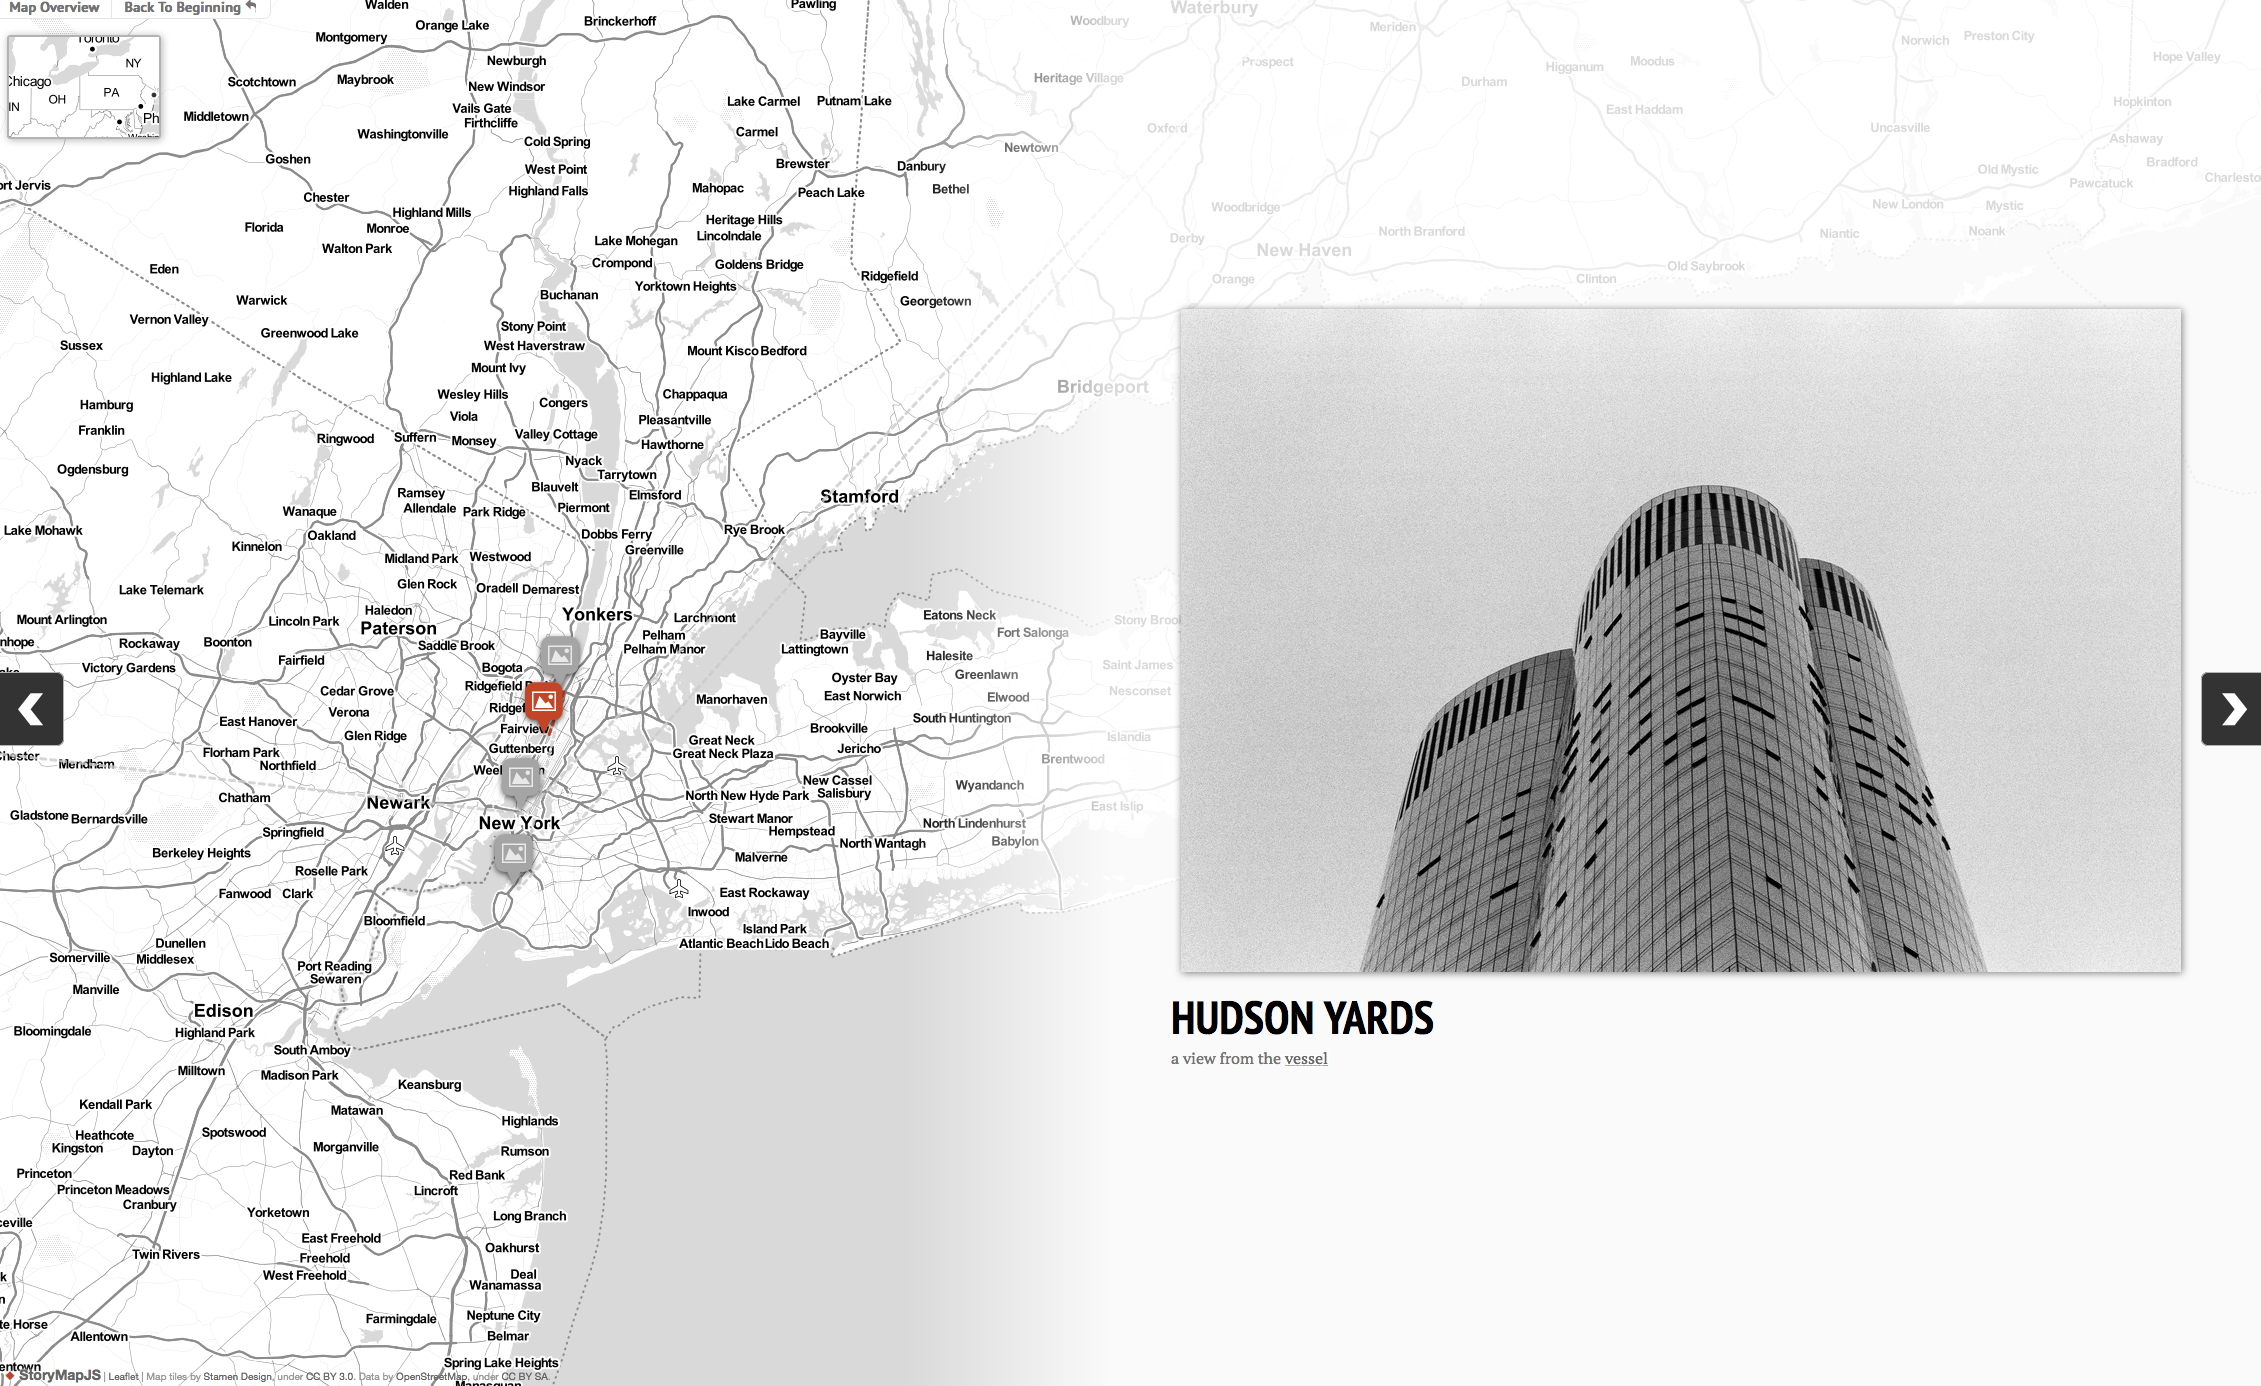 Map Overview
Back To Beginning
Toronto
NY
Chicago
PA
OH
IN
Ph
Walden
Pawling
Orange Lake
Brinckerhoff
Montgomery
Newburgh
Scotchtown
Maybrook
New Windsor
Lake Carmel
Putnam Lake
Vails Gate
Firthcliffe
Middletown
Washingtonville
Carmel
Cold Spring
Goshen
West Point
Brewster
Danbury
Newtown
ort Jervis
Highland Falls
Mahopac
Peach Lake
Bethel
Chester
Highland Mills
Heritage Hills
Florida
Monroe
Lincolndale
Walton Park
Lake Mohegan
Crompond
Goldens Bridge
Eden
Ridgefield
Yorktown Heights
Buchanan
Warwick
Georgetown
Vernon Valley
Greenwood Lake
Stony Point
Sussex
West Haverstraw
Mount Kisco
Bedford
Mount Ivy
Highland Lake
Bridgeport
Wesley Hills
Chappaqua
Hamburg
Congers
Viola
Pleasantville
Franklin
Ringwood
Suffern
Monsey
Valley Cottage
Hawthorne
Ogdensburg
Nyack
Tarrytown
Blauvelt
Elmsford
Stamford
Ramsey
Allendale
Park Ridge
Piermont
Wanaque
Lake Mohawk
Oakland
Dobbs Ferry
Rye Brook
Kinnelon
Greenville
Midland Park
Westwood
Glen Rock
Oradell
Demarest
Lake Telemark
Haledon
Yonkers
Larchmont
Eatons Neck
Mount Arlington
Lincoln Park
Paterson
Pelham
Bayville
Fort Salonga
Stony Broo
nhope
Rockaway
Boonton
Saddle Brook
Pelham Manor
Lattingtown
Halesite
Victory Gardens
Fairfield
Bogota
Saint James
Greenlawn
Oyster Bay
Ridgefield P
Cedar Grove
East Norwich
Elwood
Nesconset
Manorhaven
Verona
Ridgef
East Hanover
South Huntington
Glen Ridge
Fairview
Brookville
Islandia
Great Neck
Guttenberg
Great Neck Plaza
Jericho
Chester
Mendham
Florham Park
Northfield
Brentwood
Wee
n
New Cassel
Wyandanch
Chatham
Newark
North New Hyde Park
Salisbury
East Islip
Gladstone
Bernardsville
New York
Stewart Manor
North Lindenhurst
Springfield
Hempstead
North Wantagh
Babylon
Berkeley Heights
Malverne
Roselle Park
Fanwood
Clark
East Rockaway
Inwood
Bloomfield
Island Park
Dunellen
Atlantic Beach
Lido Beach
Somerville
Middlesex
Port Reading
Sewaren
Manville
Edison
Bloomingdale
Highland Park
South Amboy
Milltown
Madison Park
Keansburg
Kendall Park
Matawan
Highlands
Heathcote
Spotswood
Kingston
Dayton
Morganville
Rumson
Princeton
Red Bank
Princeton Meadows
Lincroft
Cranbury
Yorketown
Long Branch
ceville
East Freehold
Oakhurst
Twin Rivers
Freehold
West Freehold
Deal
Wanamassa
Neptune City
Farmingdale
te Horse
Allentown
Belmar
Spring Lake Heights
entown
Manasquan
Waterbury
Woodbury
Meriden
Norwich
Preston City
Prospect
Higganum
Moodus
Hope Valley
Heritage Village
Durham
Hopkinton
East Haddam
Oxford
Uncasville
Ashaway
Old Mystic
Bradford
Pawcatuck
Charlesto
Woodbridge
New London
Mystic
Derby
North Branford
Niantic
Noank
New Haven
Orange
Clinton
Old Saybrook
HUDSON YARDS
a view from the vessel
StoryMapJS | Leaflet | Map tiles by Stamen Design, under CC BY 3.0. Data by OpenStreetMap, under CC BY SA.